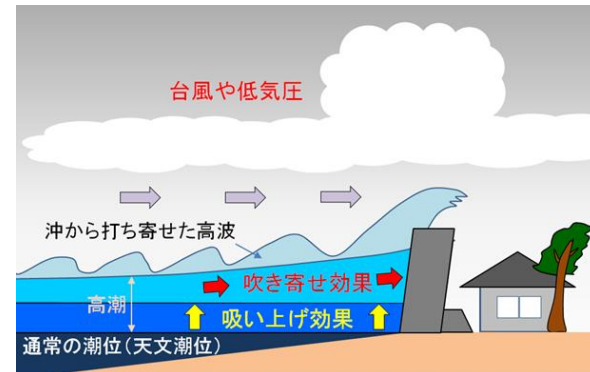 台風や低気圧
沖から打ち寄せた高波
吹き寄せ効果
高潮
吸い上げ効果
通常の潮位(天文潮位)